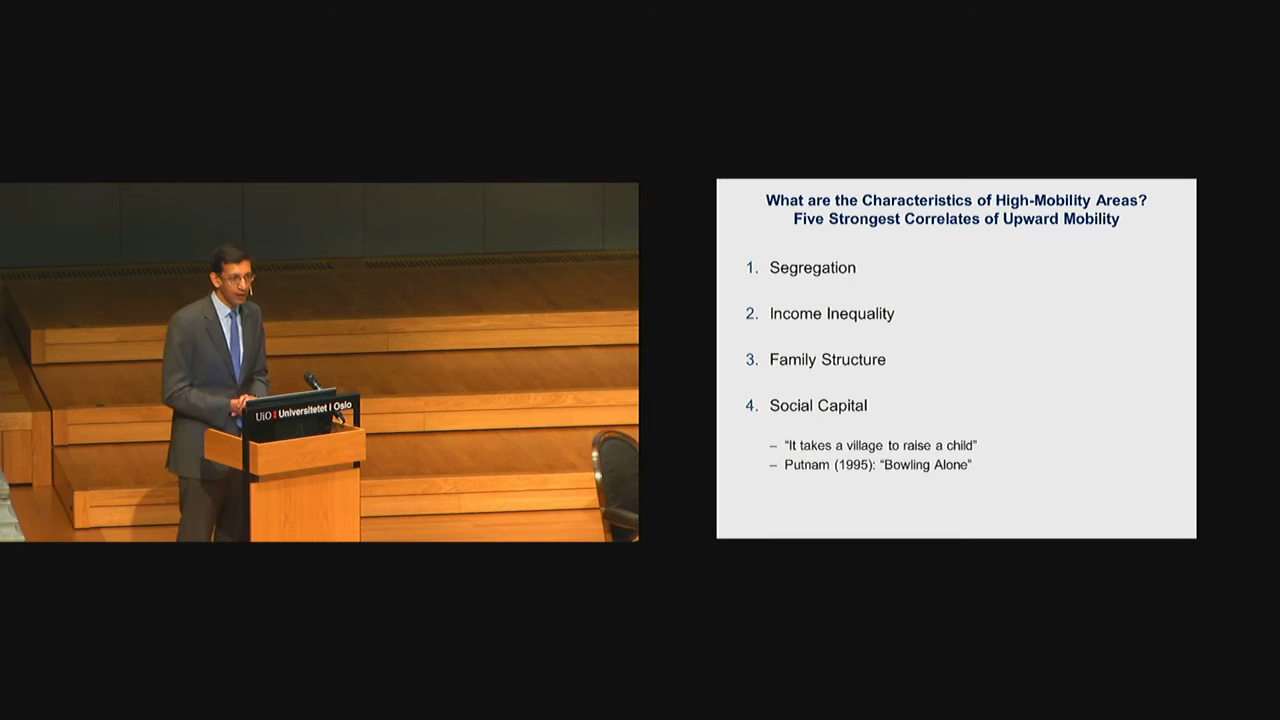 UiO Universitetet i Oslo
What are the Characteristics of High-Mobility Areas?
Five Strongest Correlates of Upward Mobility
1. Segregation
2. Income Inequality
3. Family Structure
4. Social Capital
– “It takes a village to raise a child”
– Putnam (1995): “Bowling Alone”